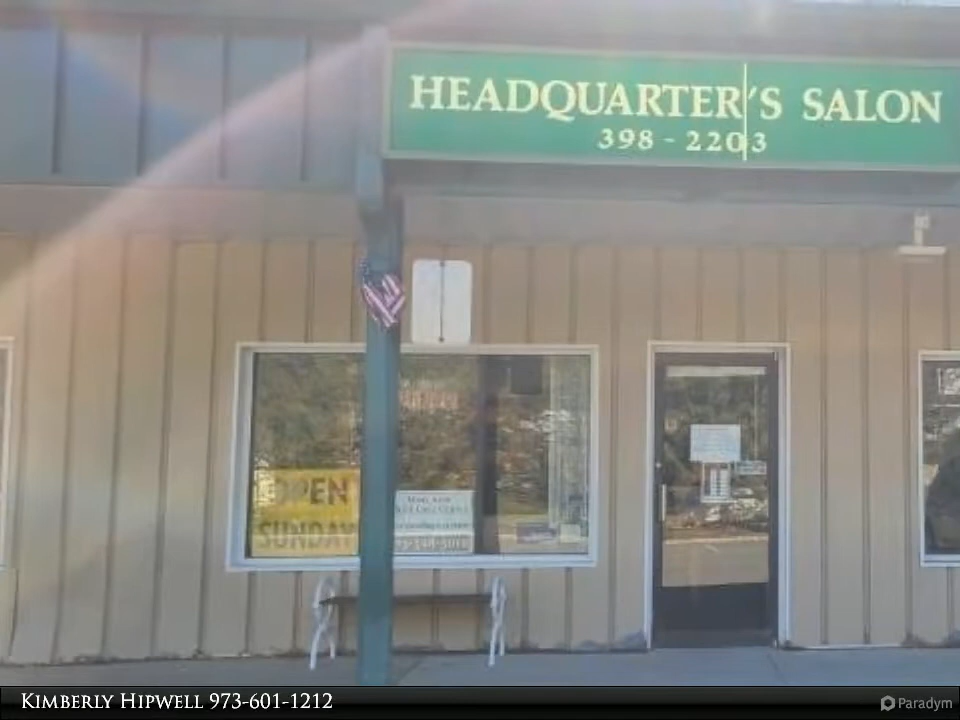 HEADQUARTER'S SALON
398 - 2203
OPEN
SUNDAY
KIMBERLY HIPWELL 973-601-1212
Paradym